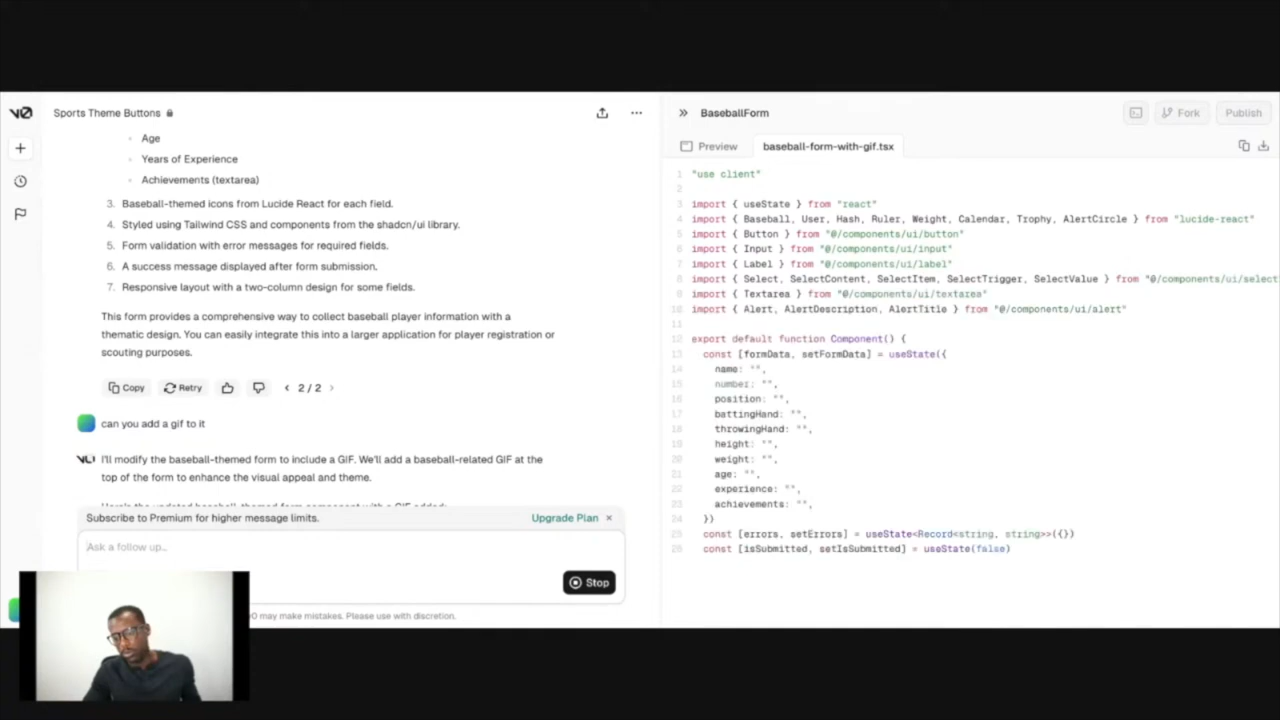 v0
Sports Theme Buttons
Age
Years of Experience
Achievements (textarea)
3. Baseball-themed icons from Lucide React for each field.
4. Styled using Tailwind CSS and components from the shadcn/ui library.
5. Form validation with error messages for required fields.
6. A success message displayed after form submission.
7. Responsive layout with a two-column design for some fields.
This form provides a comprehensive way to collect baseball player information with a
thematic design. You can easily integrate this into a larger application for player registration or
scouting purposes.
Copy Retry 2 / 2
can you add a gif to it
I'll modify the baseball-themed form to include a GIF. We'll add a baseball-related GIF at the
top of the form to enhance the visual appeal and theme.
Here's the updated baseball-themed form component with a GIF added:
Subscribe to Premium for higher message limits. Upgrade Plan ×
Ask a follow up...
Stop
v0 may make mistakes. Please use with discretion.
BaseballForm Fork Publish
Preview baseball-form-with-gif.tsx
1 "use client"
2
3 import { useState } from "react"
4 import { Baseball, User, Hash, Ruler, Weight, Calendar, Trophy, AlertCircle } from "lucide-react"
5 import { Button } from "@/components/ui/button"
6 import { Input } from "@/components/ui/input"
7 import { Label } from "@/components/ui/label"
8 import { Select, SelectContent, SelectItem, SelectTrigger, SelectValue } from "@/components/ui/select
9 import { Textarea } from "@/components/ui/textarea"
10 import { Alert, AlertDescription, AlertTitle } from "@/components/ui/alert"
11
12 export default function Component() {
13 const [formData, setFormData] = useState({
14 name: "",
15 number: "",
16 position: "",
17 battingHand: "",
18 throwingHand: "",
19 height: "",
20 weight: "",
21 age: "",
22 experience: "",
23 achievements: "",
24 })
25 const [errors, setErrors] = useState<Record<string, string>>({})
26 const [isSubmitted, setIsSubmitted] = useState(false)